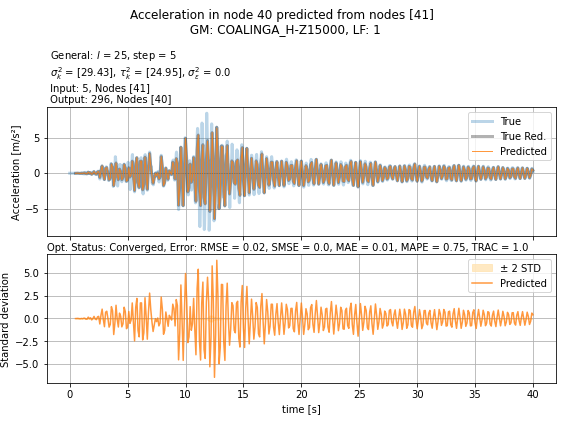 Acceleration in node 40 predicted from nodes [41]
GM: COALINGA_H-Z15000, LF: 1
General: l = 25, step = 5
σ²ₖ = [29.43], τ²ₖ = [24.95], σ²ε = 0.0
Input: 5, Nodes [41]
Output: 296, Nodes [40]
Acceleration [m/s²]
5
0
−5
True
True Red.
Predicted
Opt. Status: Converged, Error: RMSE = 0.02, SMSE = 0.0, MAE = 0.01, MAPE = 0.75, TRAC = 1.0
Standard deviation
5.0
2.5
0.0
−2.5
−5.0
± 2 STD
Predicted
0 5 10 15 20 25 30 35 40
time [s]